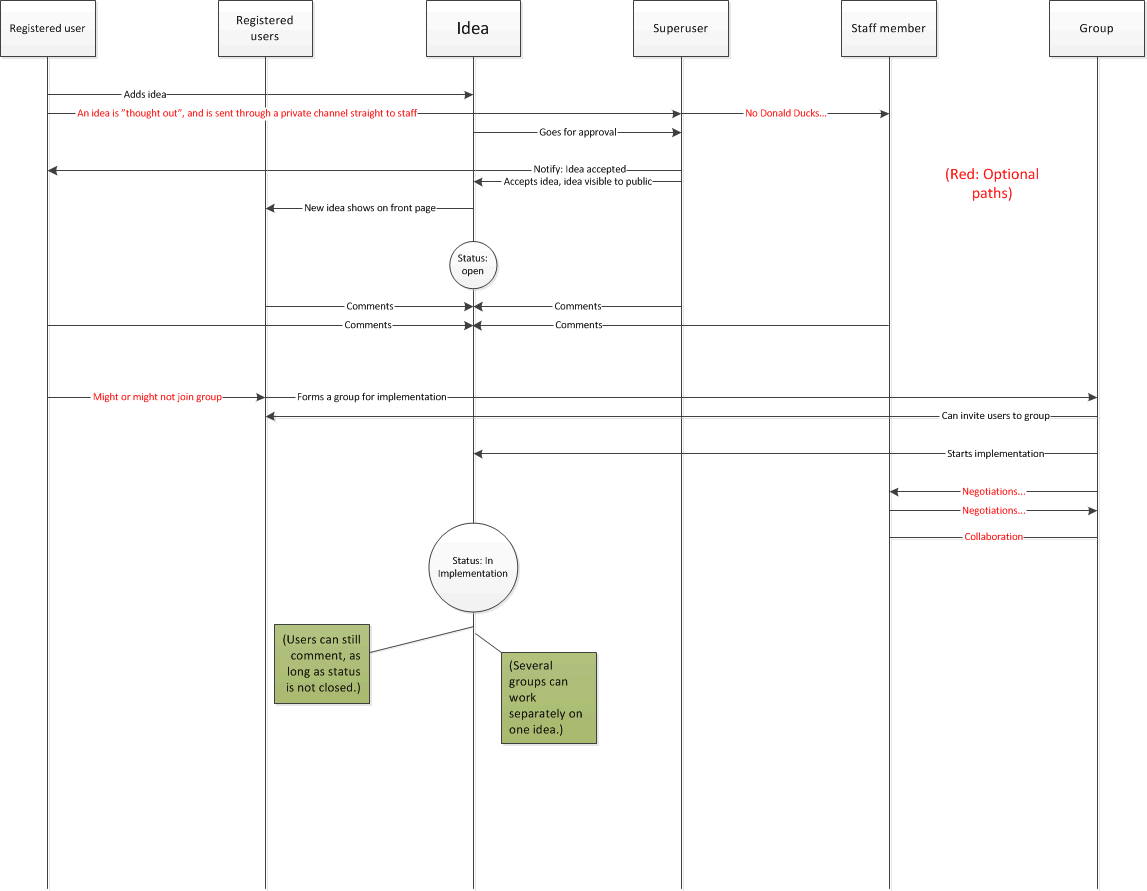 Registered user
Registered
users
Idea
Superuser
Staff member
Group
Adds idea
An idea is "thought out", and is sent through a private channel straight to staff
No Donald Ducks...
Goes for approval
Notify: Idea accepted
Accepts idea, idea visible to public
(Red: Optional
paths)
New idea shows on front page
Status:
open
Comments
Comments
Comments
Comments
Might or might not join group
Forms a group for implementation
Can invite users to group
Starts implementation
Negotiations...
Negotiations...
Collaboration
Status: In
Implementation
(Users can still
comment, as
long as status
is not closed.)
(Several
groups can
work
separately on
one idea.)